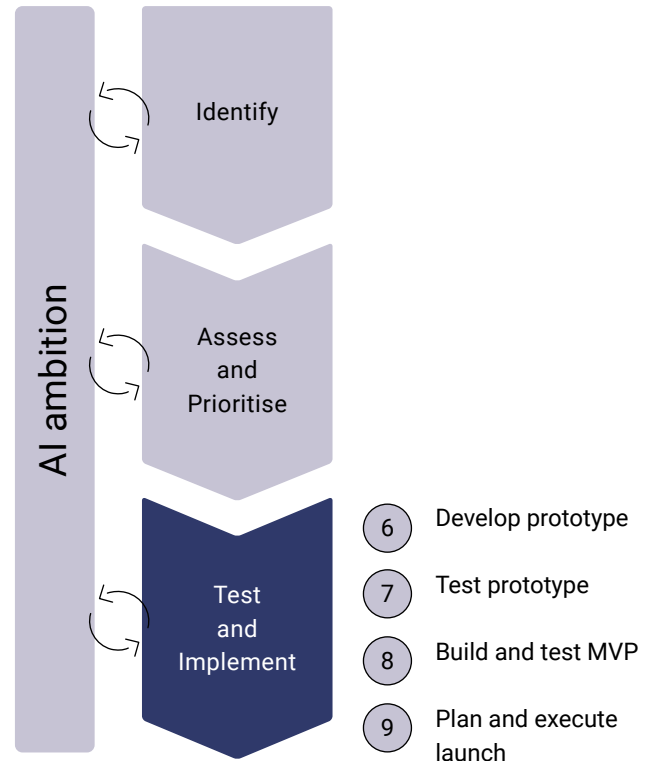 AI ambition
Identify
Assess
and
Prioritise
Test
and
Implement
6 Develop prototype
7 Test prototype
8 Build and test MVP
9 Plan and execute
launch